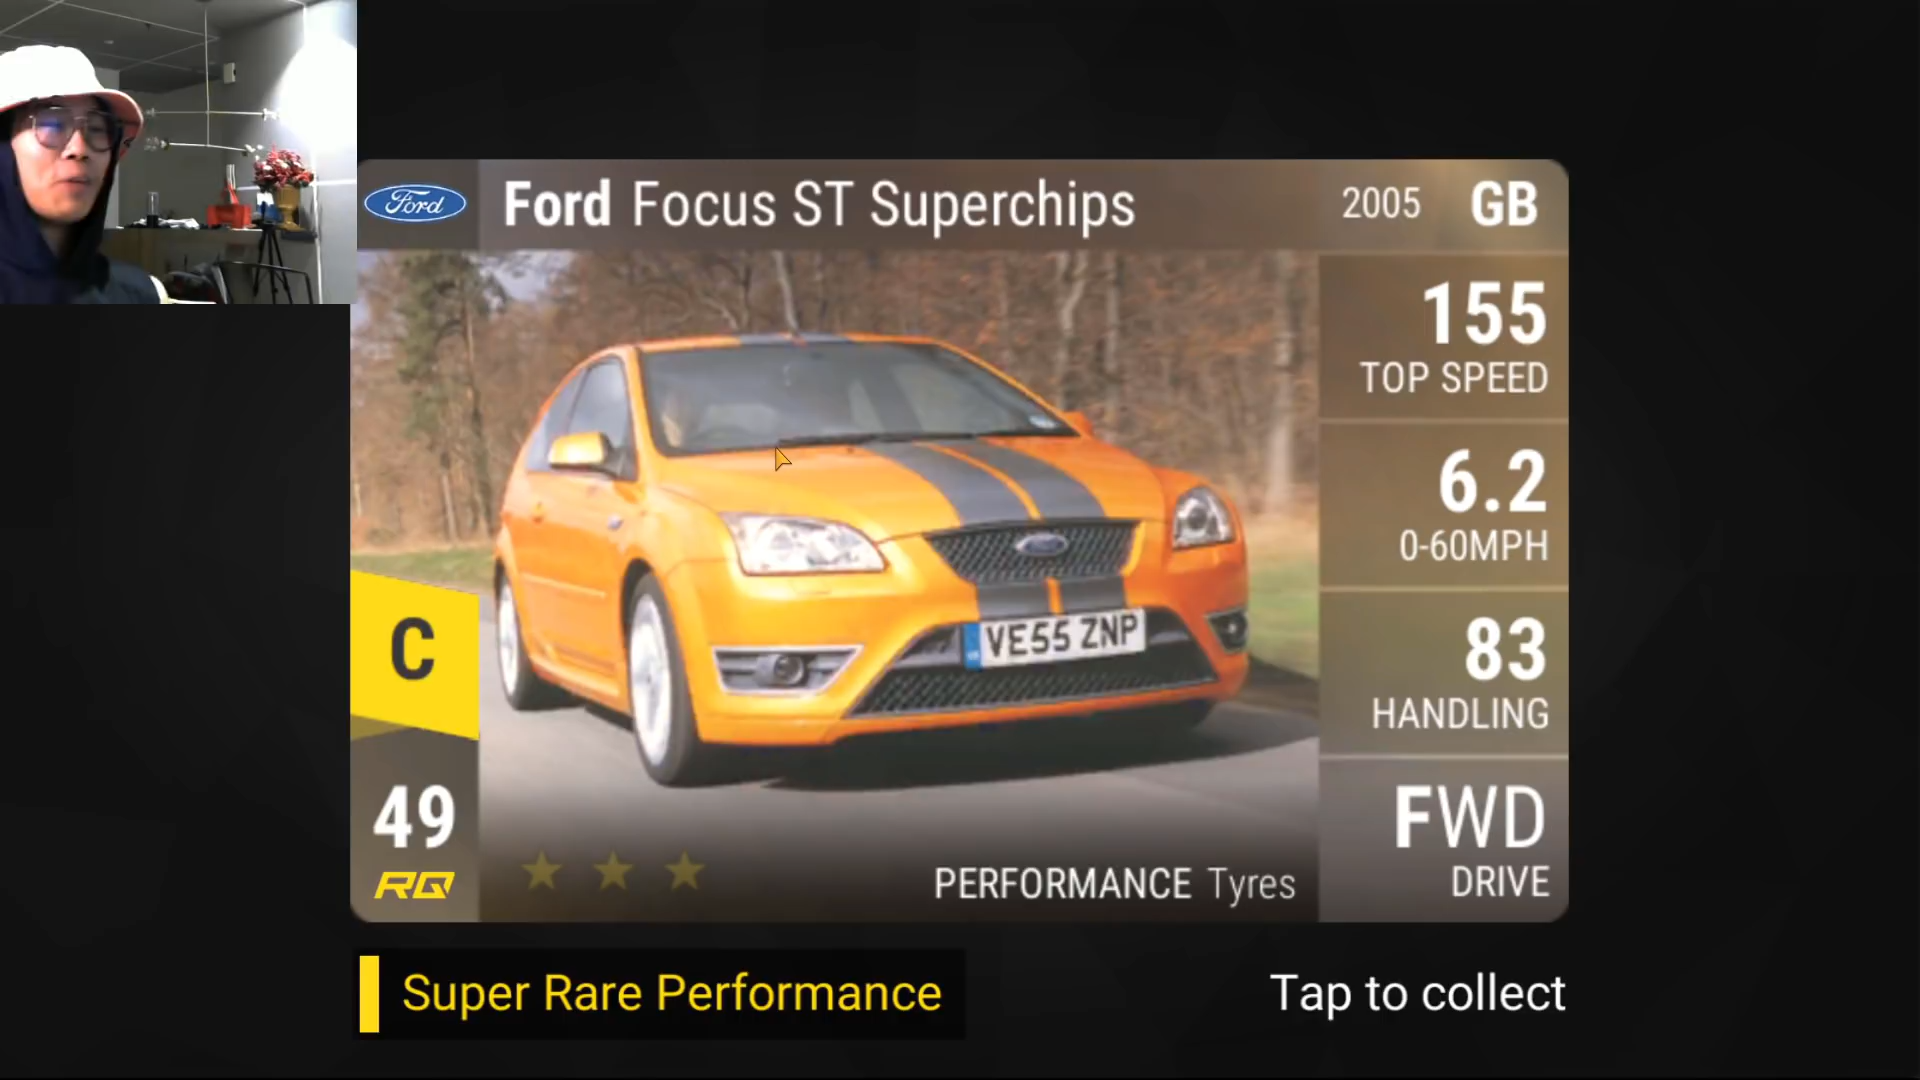 Ford Ford Focus ST Superchips 2005 GB
155
TOP SPEED
6.2
0-60MPH
VE55 ZNP
83
HANDLING
C
49
RQ
FWD
DRIVE
PERFORMANCE Tyres
Super Rare Performance
Tap to collect